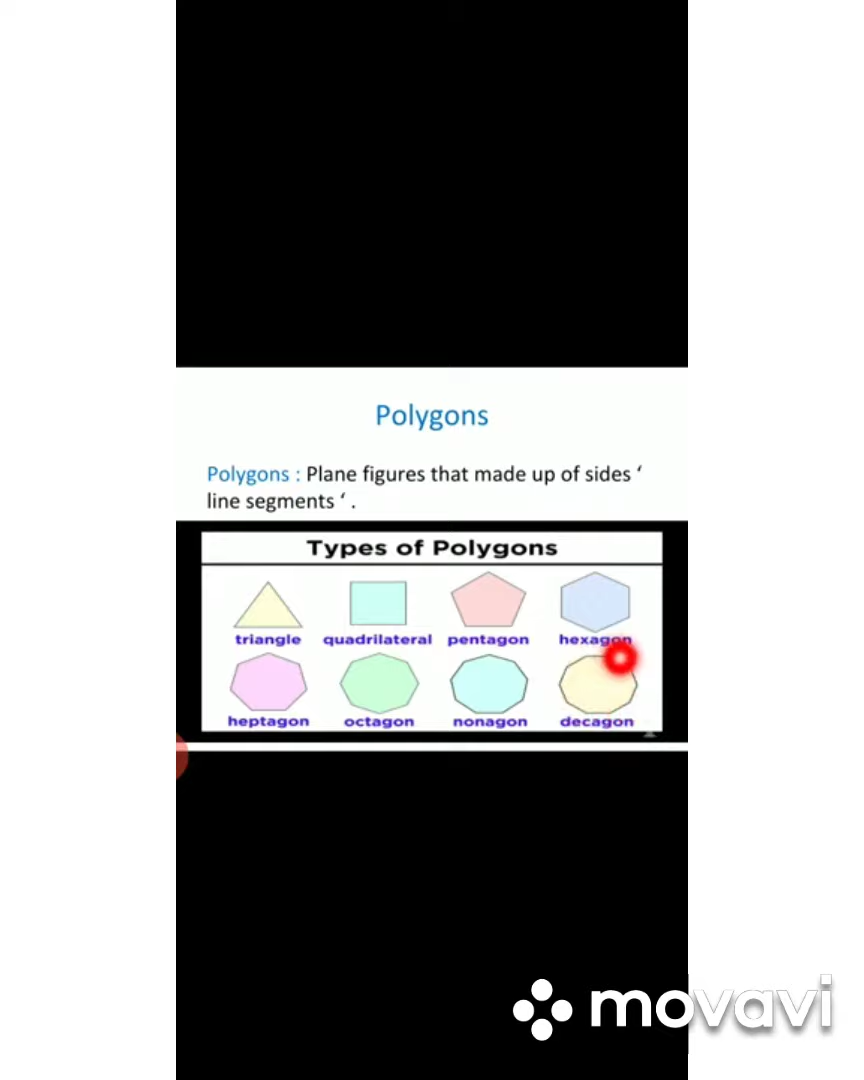 Polygons
Polygons : Plane figures that made up of sides ‘
line segments ‘ .
Types of Polygons
triangle quadrilateral pentagon hexagon
heptagon octagon nonagon decagon
movavi